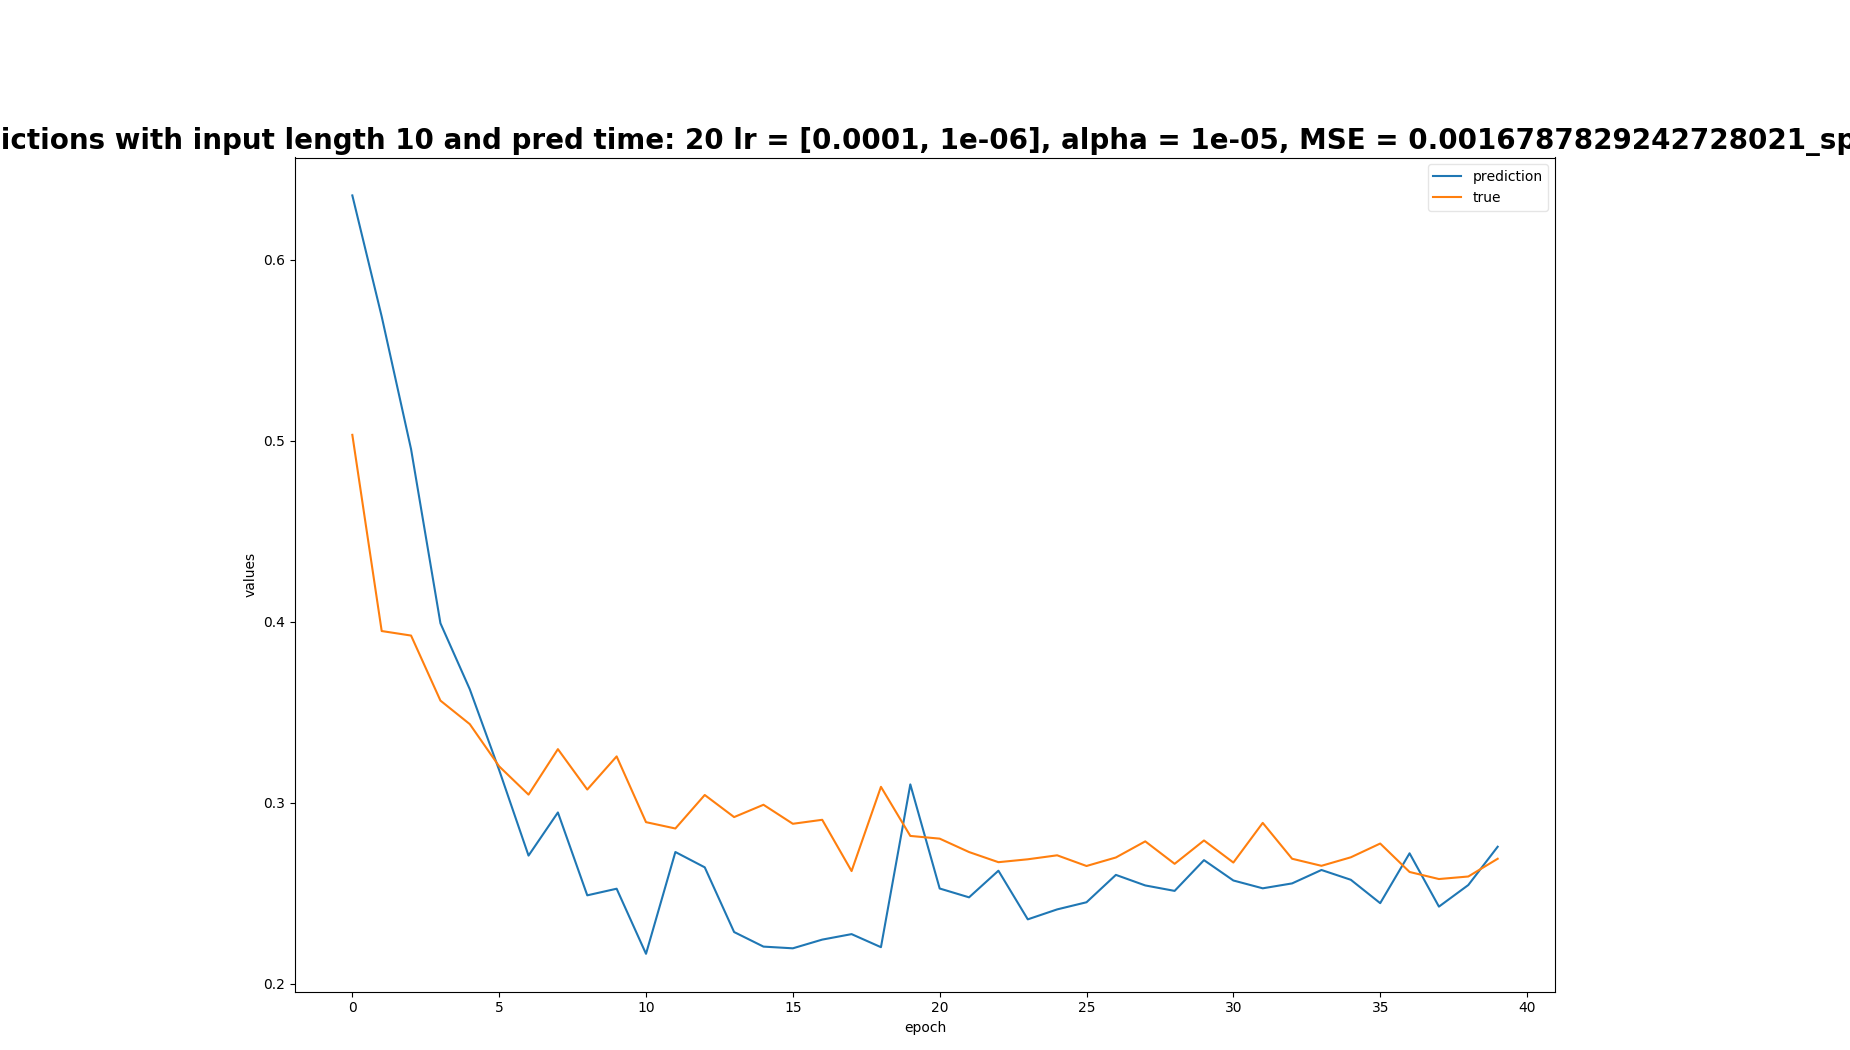 ictions with input length 10 and pred time: 20 lr = [0.0001, 1e-06], alpha = 1e-05, MSE = 0.0016787829242728021_sp
prediction
true
0.6
0.5
0.4
0.3
0.2
values
0 5 10 15 20 25 30 35 40
epoch